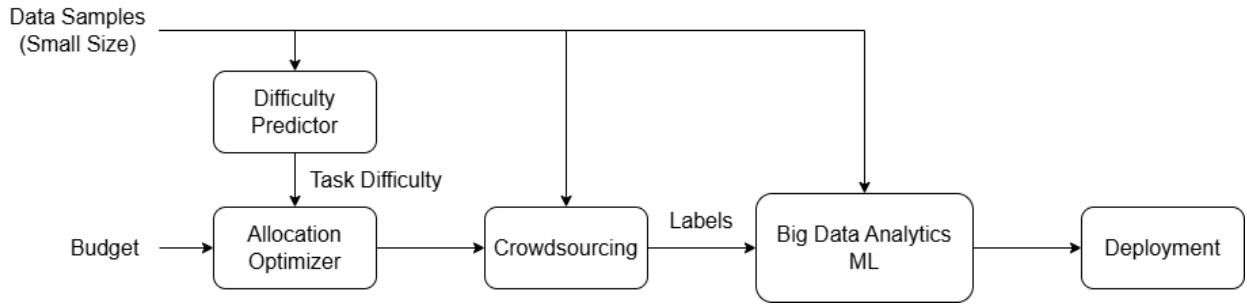 Data Samples
(Small Size)
Difficulty
Predictor
Task Difficulty
Budget
Allocation
Optimizer
Crowdsourcing
Labels
Big Data Analytics
ML
Deployment